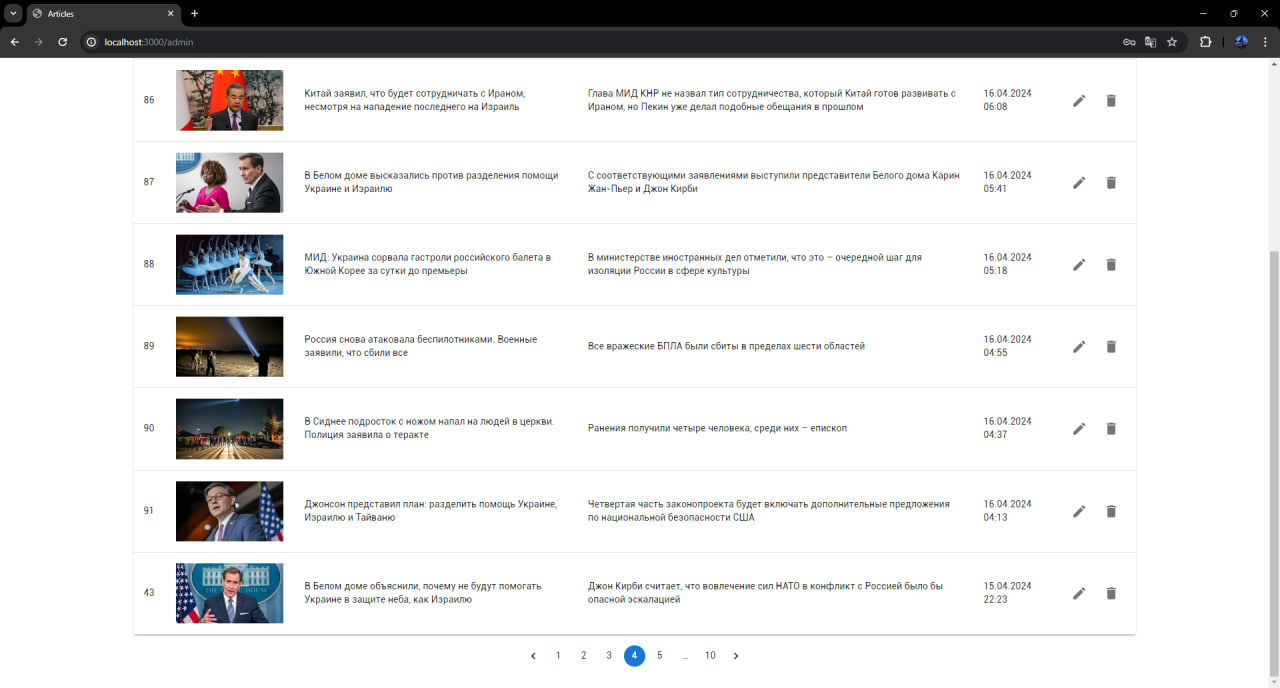 Articles
localhost:3000/admin
86
Китай заявил, что будет сотрудничать с Ираном,
несмотря на нападение последнего на Израиль
Глава МИД КНР не назвал тип сотрудничества, который Китай готов развивать с
Ираном, но Пекин уже делал подобные обещания в прошлом
16.04.2024
06:08
87
В Белом доме высказались против разделения помощи
Украине и Израилю
С соответствующими заявлениями выступили представители Белого дома Карин
Жан-Пьер и Джон Кирби
16.04.2024
05:41
88
МИД: Украина сорвала гастроли российского балета в
Южной Корее за сутки до премьеры
В министерстве иностранных дел отметили, что это – очередной шаг для
изоляции России в сфере культуры
16.04.2024
05:18
89
Россия снова атаковала беспилотниками. Военные
заявили, что сбили все
Все вражеские БПЛА были сбиты в пределах шести областей
16.04.2024
04:55
90
В Сиднее подросток с ножом напал на людей в церкви.
Полиция заявила о теракте
Ранения получили четыре человека, среди них – епископ
16.04.2024
04:37
91
Джонсон представил план: разделить помощь Украине,
Израилю и Тайваню
Четвертая часть законопроекта будет включать дополнительные предложения
по национальной безопасности США
16.04.2024
04:13
43
В Белом доме объяснили, почему не будут помогать
Украине в защите неба, как Израилю
Джон Кирби считает, что вовлечение сил НАТО в конфликт с Россией было бы
опасной эскалацией
15.04.2024
22:23
1 2 3 4 5 … 10